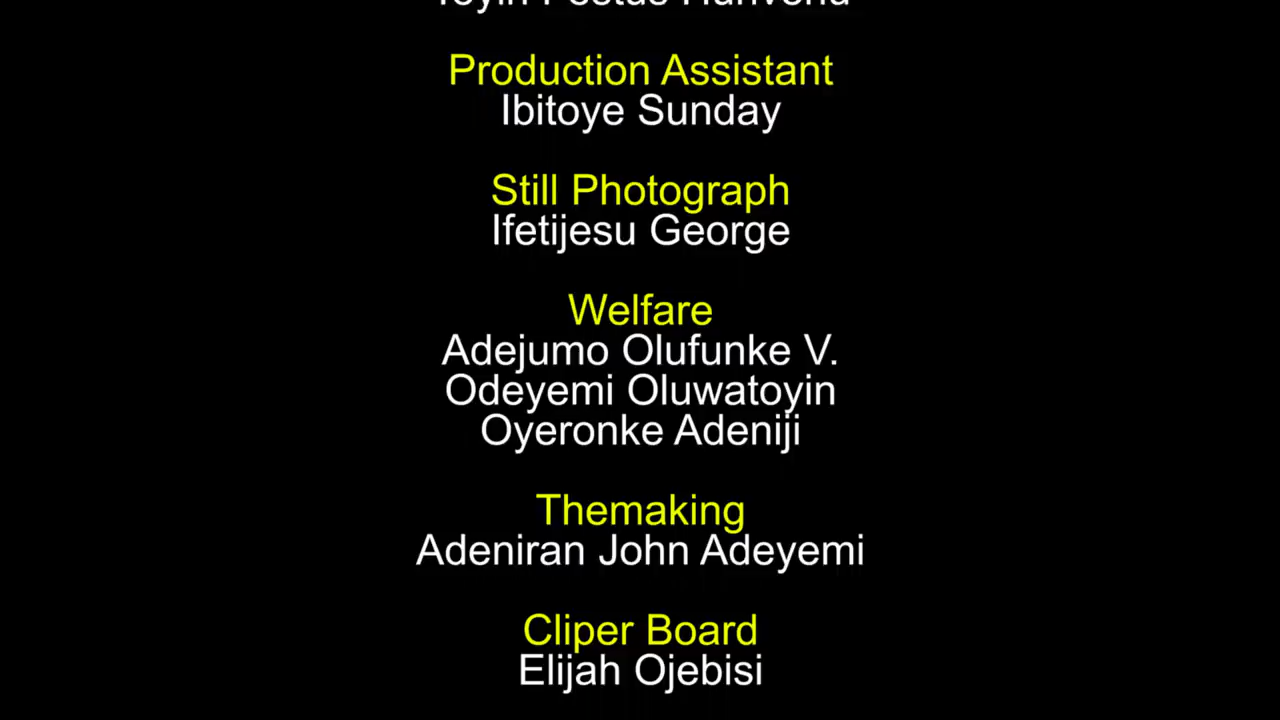 Production Assistant
Ibitoye Sunday
Still Photograph
Ifetijesu George
Welfare
Adejumo Olufunke V.
Odeyemi Oluwatoyin
Oyeronke Adeniji
Themaking
Adeniran John Adeyemi
Cliper Board
Elijah Ojebisi